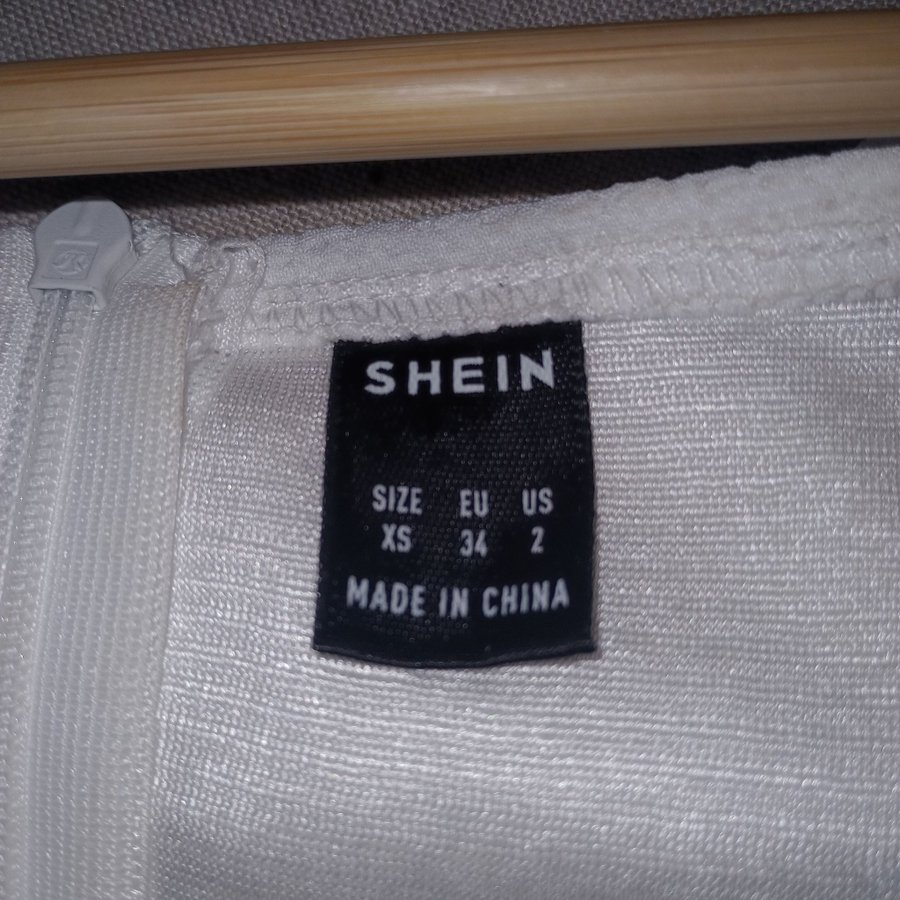 SHEIN
SIZE EU US
XS 34 2
MADE IN CHINA